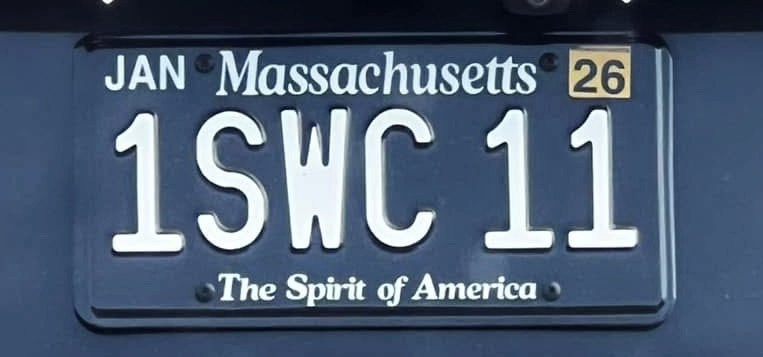 JAN Massachusetts 26
1SWC 11
The Spirit of America